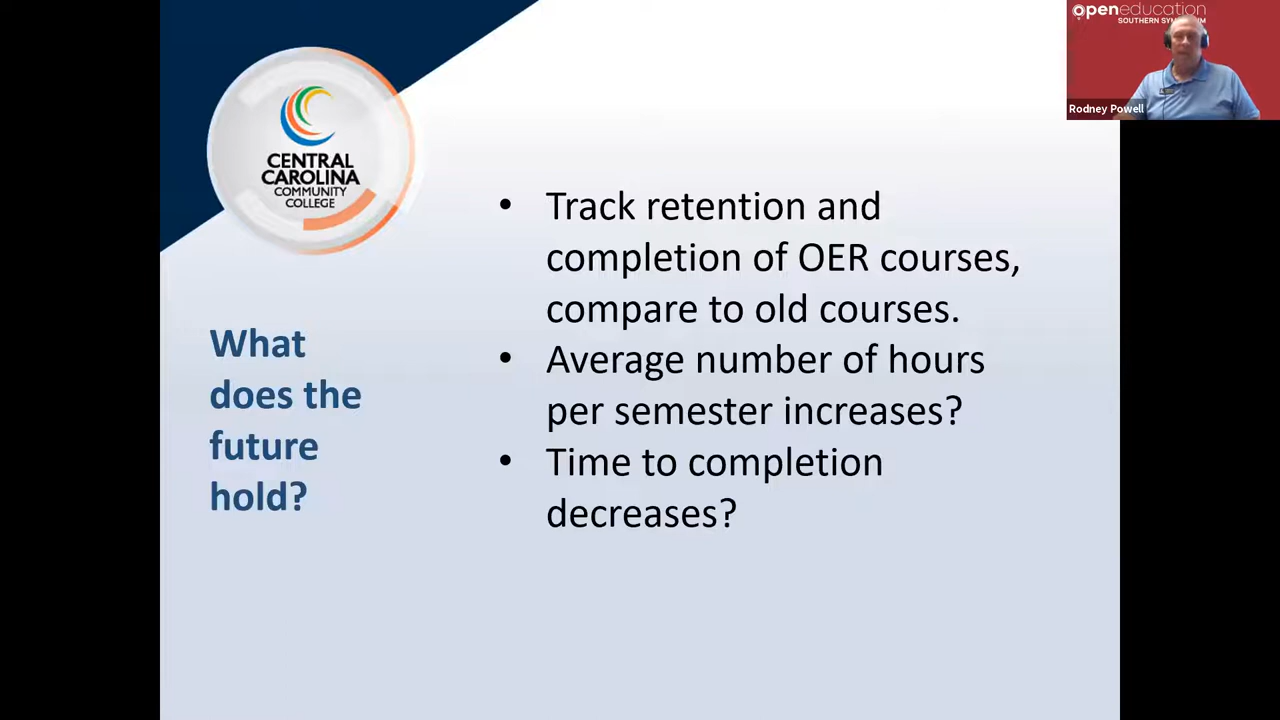 open education
SOUTHERN SYMPOSIUM
Rodney Powell
CENTRAL
CAROLINA
COMMUNITY
COLLEGE
What
does the
future
hold?
• Track retention and
completion of OER courses,
compare to old courses.
• Average number of hours
per semester increases?
• Time to completion
decreases?